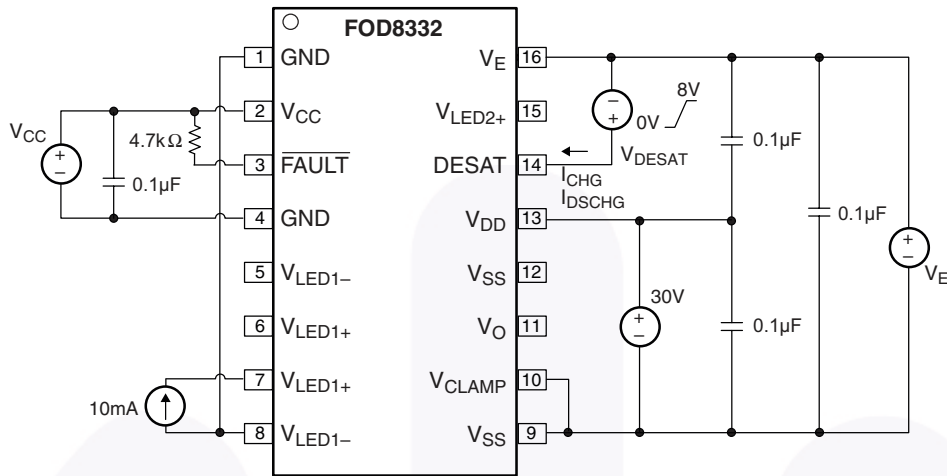 FOD8332
1 GND
2 VCC
3 FAULT
4 GND
5 VLED1–
6 VLED1+
7 VLED1+
8 VLED1–
VE 16
VLED2+ 15
DESAT 14
VDD 13
VSS 12
VO 11
VCLAMP 10
VSS 9
VCC
+
–
4.7kΩ
0.1µF
10mA
–
+
0V
8V
VDESAT
ICHG
IDSCHG
0.1µF
30V
+
–
0.1µF
0.1µF
+
–
VE